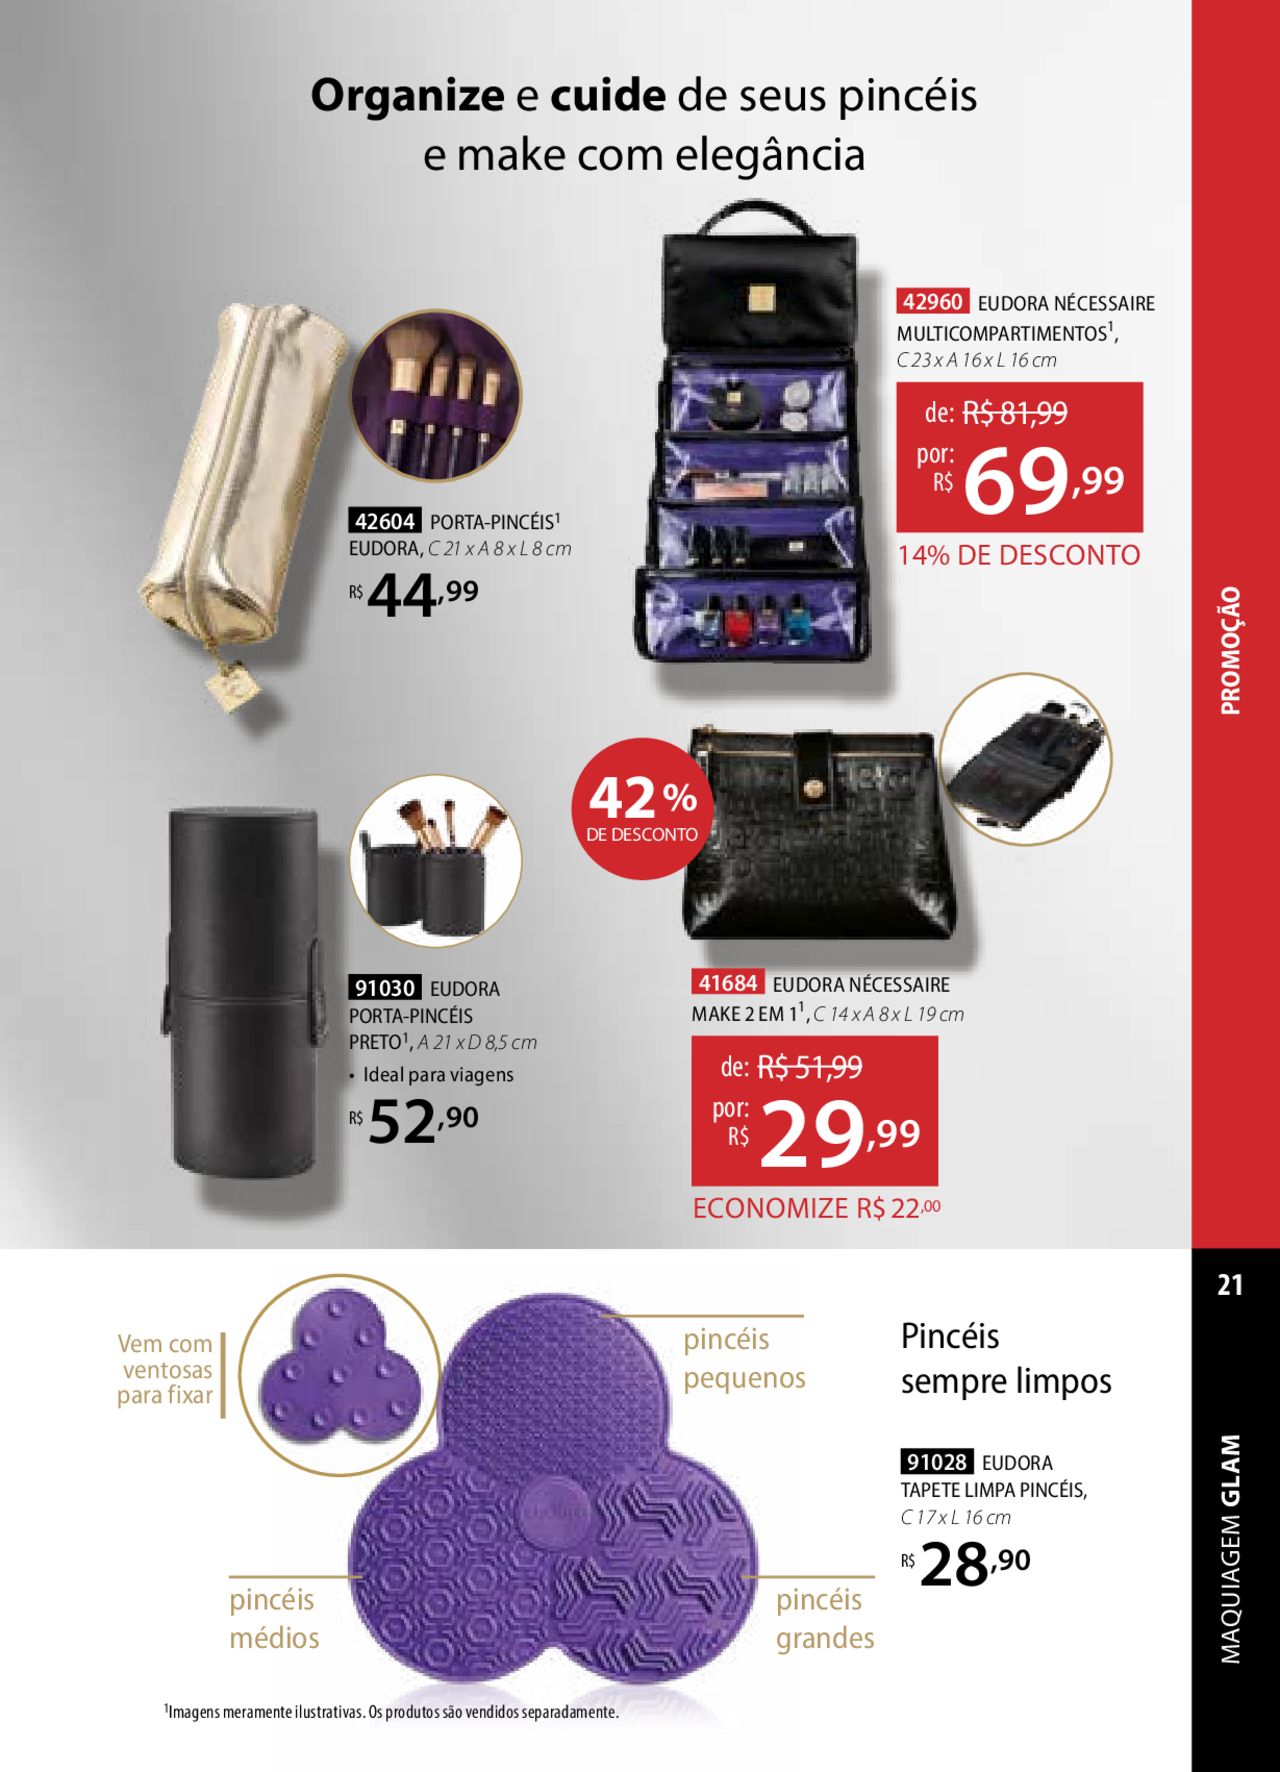 Organize e cuide de seus pincéis
e make com elegância
42960 EUDORA NÉCESSAIRE
MULTICOMPARTIMENTOS¹,
C 23 x A 16 x L 16 cm
de: R$ 81,99
por: R$ 69,99
14% DE DESCONTO
42604 PORTA-PINCÉIS¹
EUDORA, C 21 x A 8 x L 8 cm
R$ 44,99
PROMOÇÃO
42%
DE DESCONTO
91030 EUDORA
PORTA-PINCÉIS
PRETO¹, A 21 x D 8,5 cm
• Ideal para viagens
R$ 52,90
41684 EUDORA NÉCESSAIRE
MAKE 2 EM 1¹, C 14 x A 8 x L 19 cm
de: R$ 51,99
por: R$ 29,99
ECONOMIZE R$ 22,00
21
Vem com
ventosas
para fixar
pincéis
pequenos
Pincéis
sempre limpos
91028 EUDORA
TAPETE LIMPA PINCÉIS,
C 17 x L 16 cm
R$ 28,90
pincéis
médios
pincéis
grandes
MAQUIAGEM GLAM
¹Imagens meramente ilustrativas. Os produtos são vendidos separadamente.